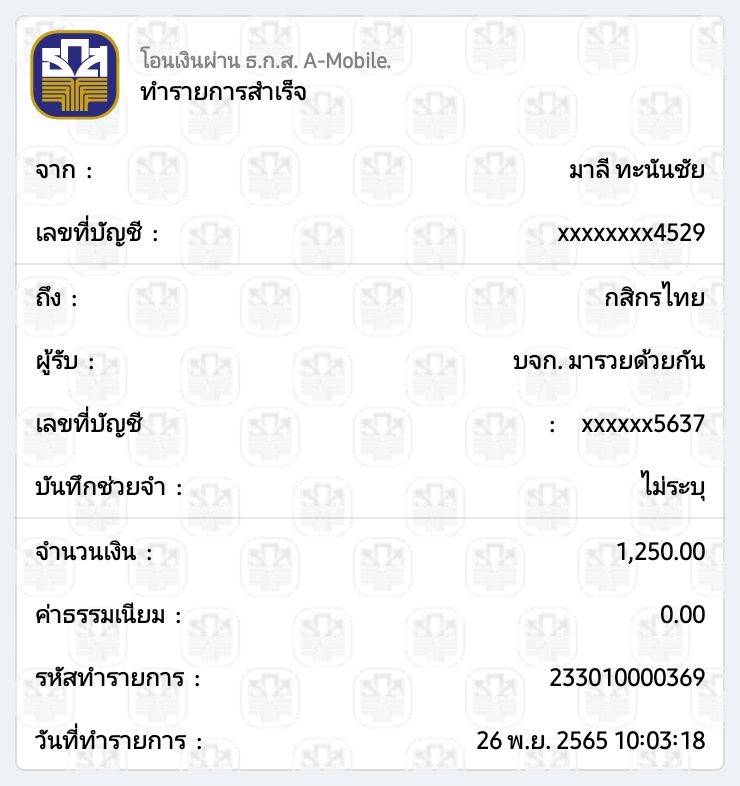 ธกส
โอนเงินผ่าน ธ.ก.ส. A-Mobile.
ทำรายการสำเร็จ
จาก : มาลี ทะนันชัย
เลขที่บัญชี : xxxxxxxx4529
ถึง : กสิกรไทย
ผู้รับ : บจก. มารวยด้วยกัน
เลขที่บัญชี : xxxxxx5637
บันทึกช่วยจำ : ไม่ระบุ
จำนวนเงิน : 1,250.00
ค่าธรรมเนียม : 0.00
รหัสทำรายการ : 233010000369
วันที่ทำรายการ : 26 พ.ย. 2565 10:03:18